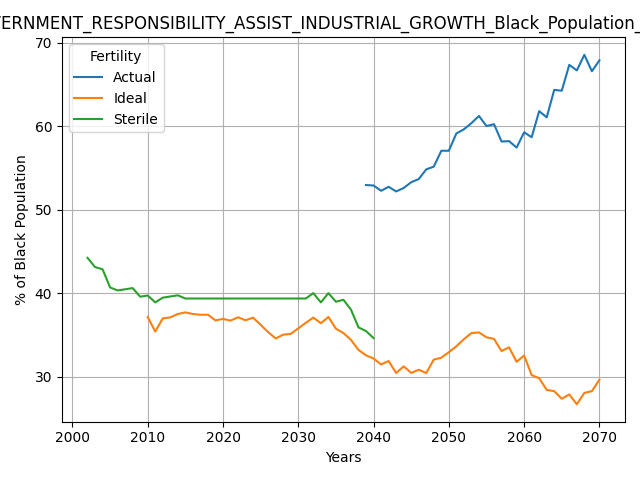 ERNMENT_RESPONSIBILITY_ASSIST_INDUSTRIAL_GROWTH_Black_Population_
Fertility
Actual
Ideal
Sterile
% of Black Population
70
60
50
40
30
2000 2010 2020 2030 2040 2050 2060 2070
Years